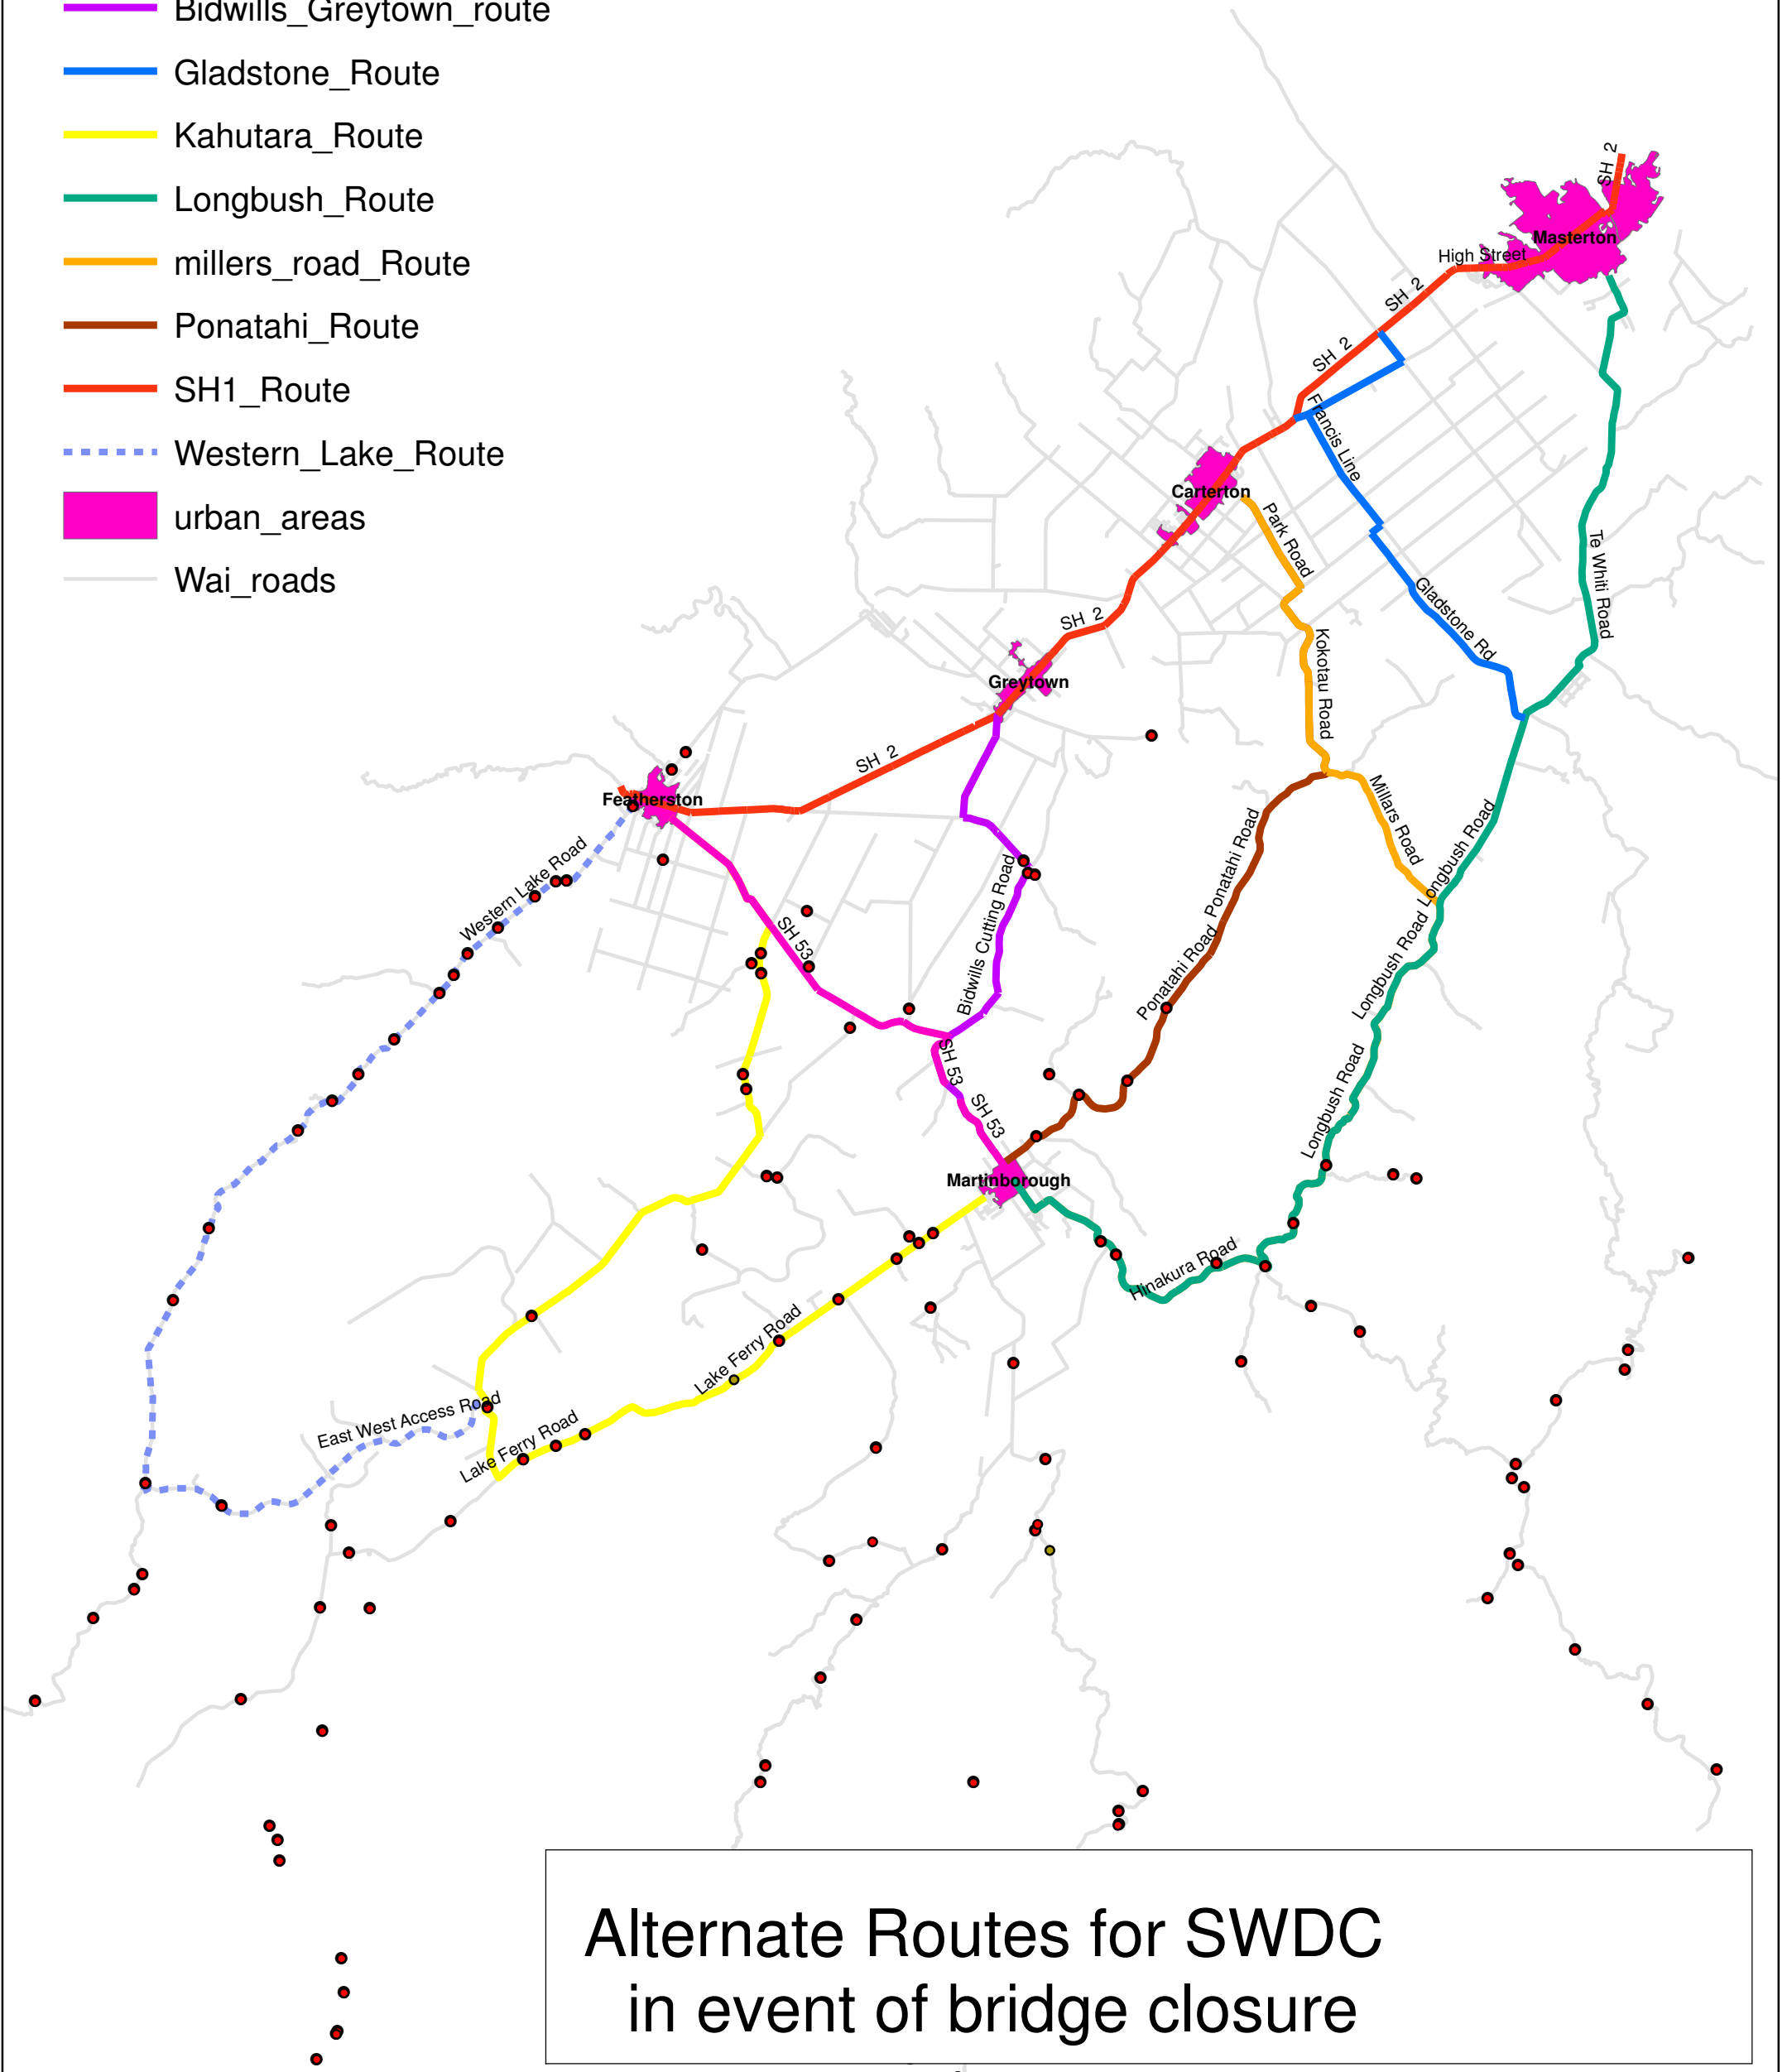 Bidwills_Greytown_route
Gladstone_Route
Kahutara_Route
Longbush_Route
millers_road_Route
Ponatahi_Route
SH1_Route
Western_Lake_Route
urban_areas
Wai_roads
SH 2
Masterton
High Street
SH 2
SH 2
Francis Line
Carterton
Park Road
Te Whiti Road
Gladstone Rd
SH 2
Kokotau Road
Greytown
SH 2
Featherston
Millars Road
Longbush Road
Ponatahi Road
Western Lake Road
Bidwills Cutting Road
SH 53
Ponatahi Road
Longbush Road
SH 53
Longbush Road
SH 53
Martinborough
Hinakura Road
Lake Ferry Road
East West Access Road
Lake Ferry Road
Alternate Routes for SWDC
in event of bridge closure